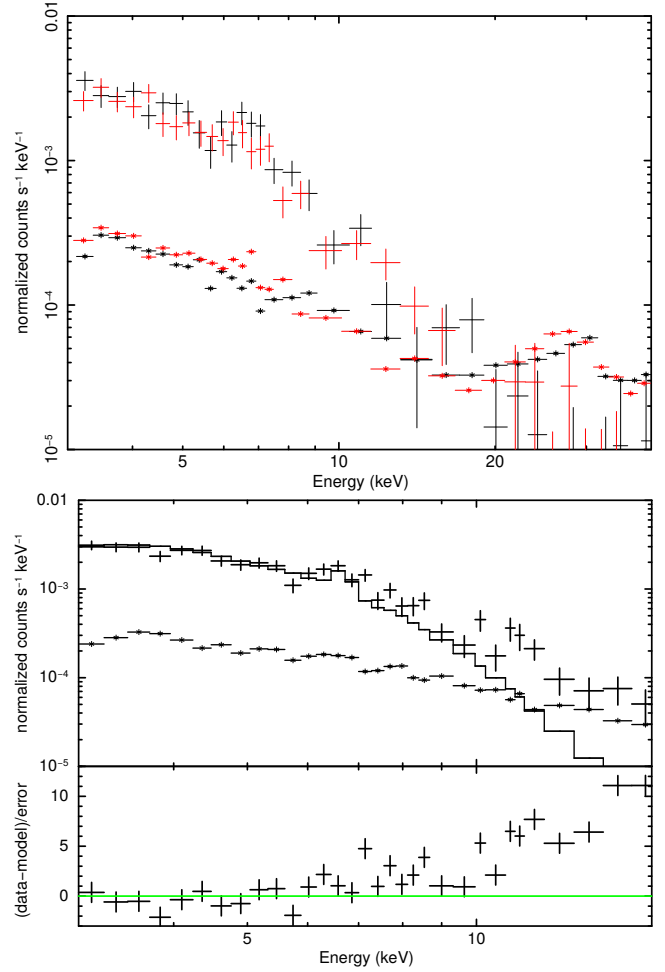 0.01
10⁻³
10⁻⁴
10⁻⁵
normalized counts s⁻¹ keV⁻¹
5 10 20
Energy (keV)
0.01
10⁻³
10⁻⁴
10⁻⁵
normalized counts s⁻¹ keV⁻¹
10
5
0
(data−model)/error
5 10
Energy (keV)